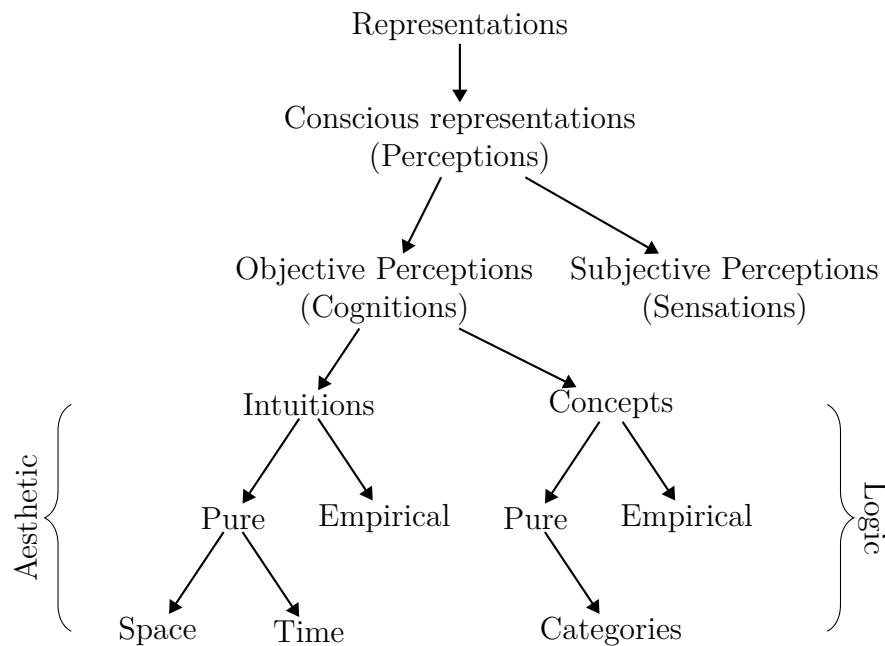 Representations
Conscious representations
(Perceptions)
Objective Perceptions
(Cognitions)
Subjective Perceptions
(Sensations)
Intuitions
Concepts
Aesthetic
Logic
Pure
Empirical
Pure
Empirical
Space
Time
Categories